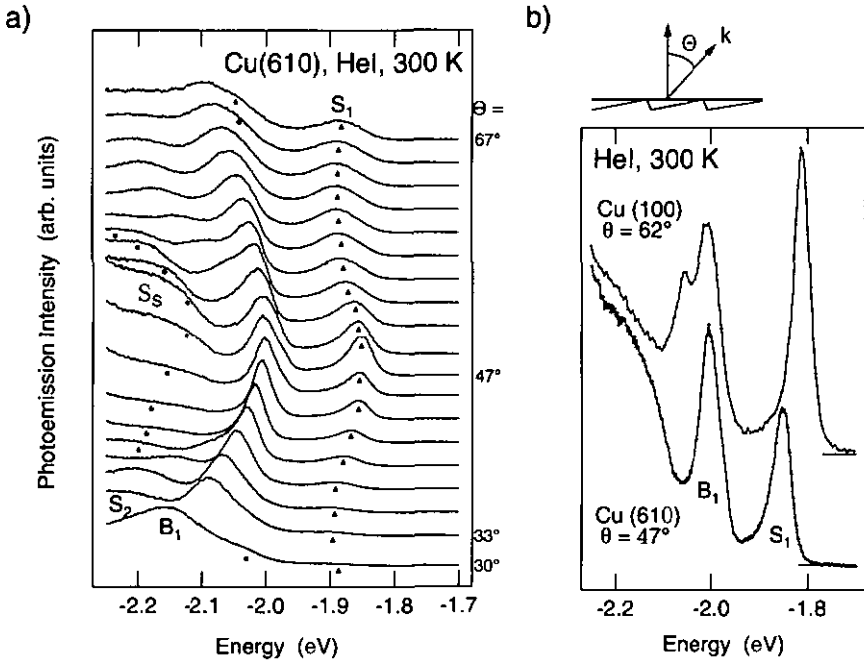 a)
Cu(610), HeI, 300 K
S1
Θ =
67°
SS
47°
S2
B1
33°
30°
-2.2 -2.1 -2.0 -1.9 -1.8 -1.7
Energy (eV)
Photoemission Intensity (arb. units)
b)
Θ
k
HeI, 300 K
Cu (100)
θ = 62°
B1
Cu (610)
θ = 47°
S1
-2.2 -2.0 -1.8
Energy (eV)